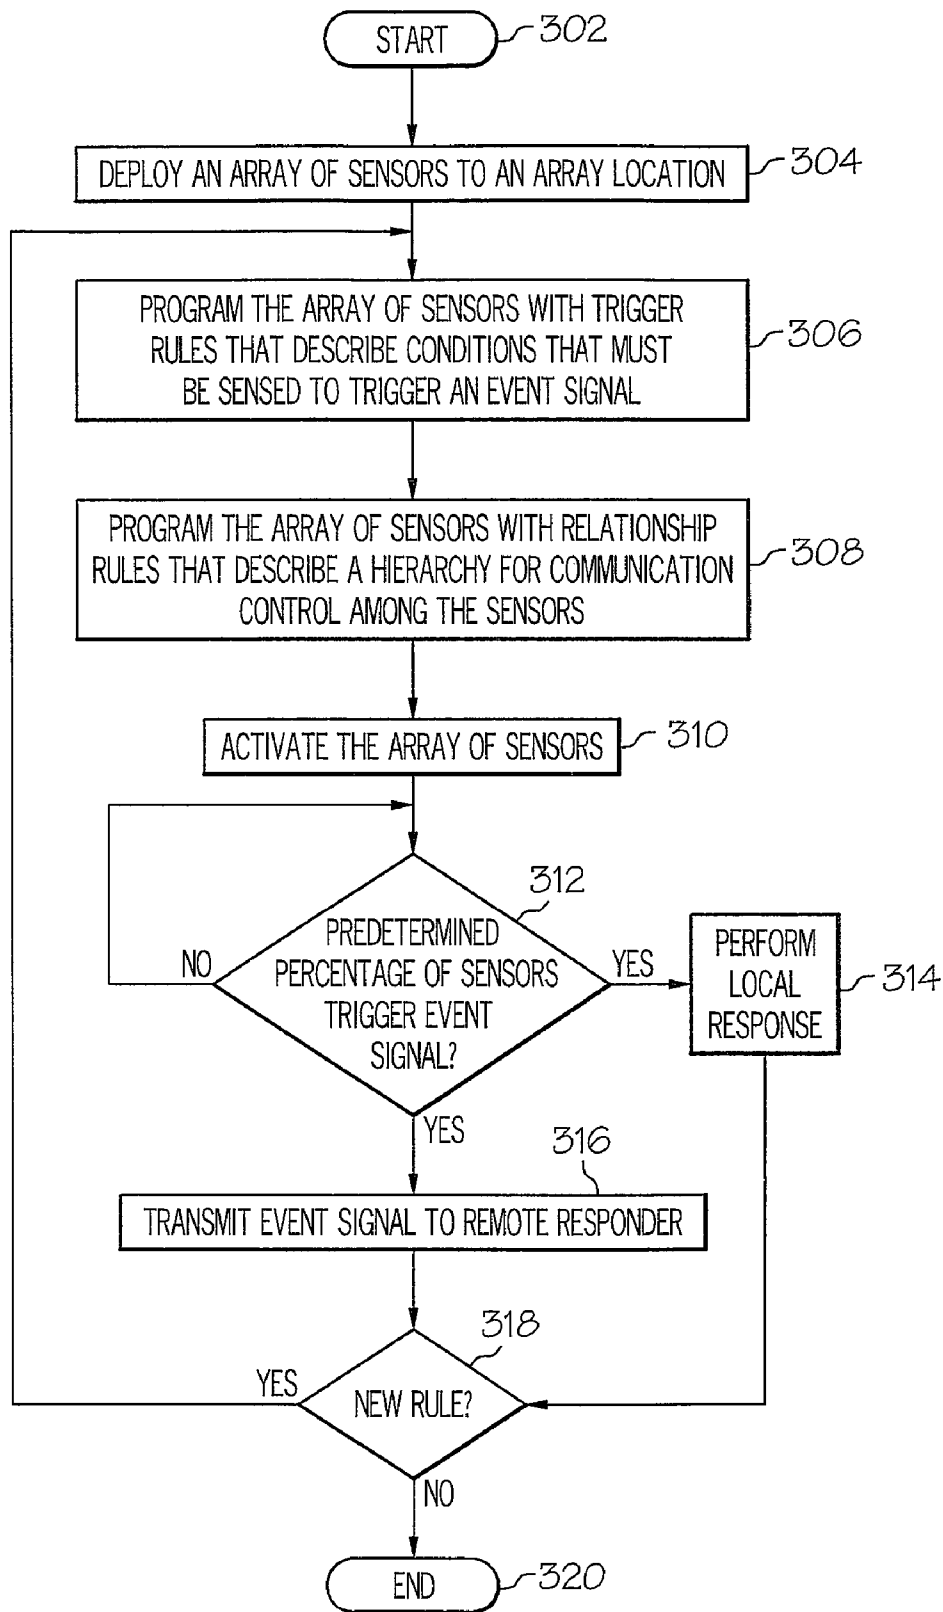 START
302
DEPLOY AN ARRAY OF SENSORS TO AN ARRAY LOCATION
304
PROGRAM THE ARRAY OF SENSORS WITH TRIGGER
RULES THAT DESCRIBE CONDITIONS THAT MUST
BE SENSED TO TRIGGER AN EVENT SIGNAL
306
PROGRAM THE ARRAY OF SENSORS WITH RELATIONSHIP
RULES THAT DESCRIBE A HIERARCHY FOR COMMUNICATION
CONTROL AMONG THE SENSORS
308
ACTIVATE THE ARRAY OF SENSORS
310
312
PREDETERMINED
PERCENTAGE OF SENSORS
TRIGGER EVENT
SIGNAL?
NO
YES
PERFORM
LOCAL
RESPONSE
314
YES
316
TRANSMIT EVENT SIGNAL TO REMOTE RESPONDER
318
YES
NEW RULE?
NO
END
320